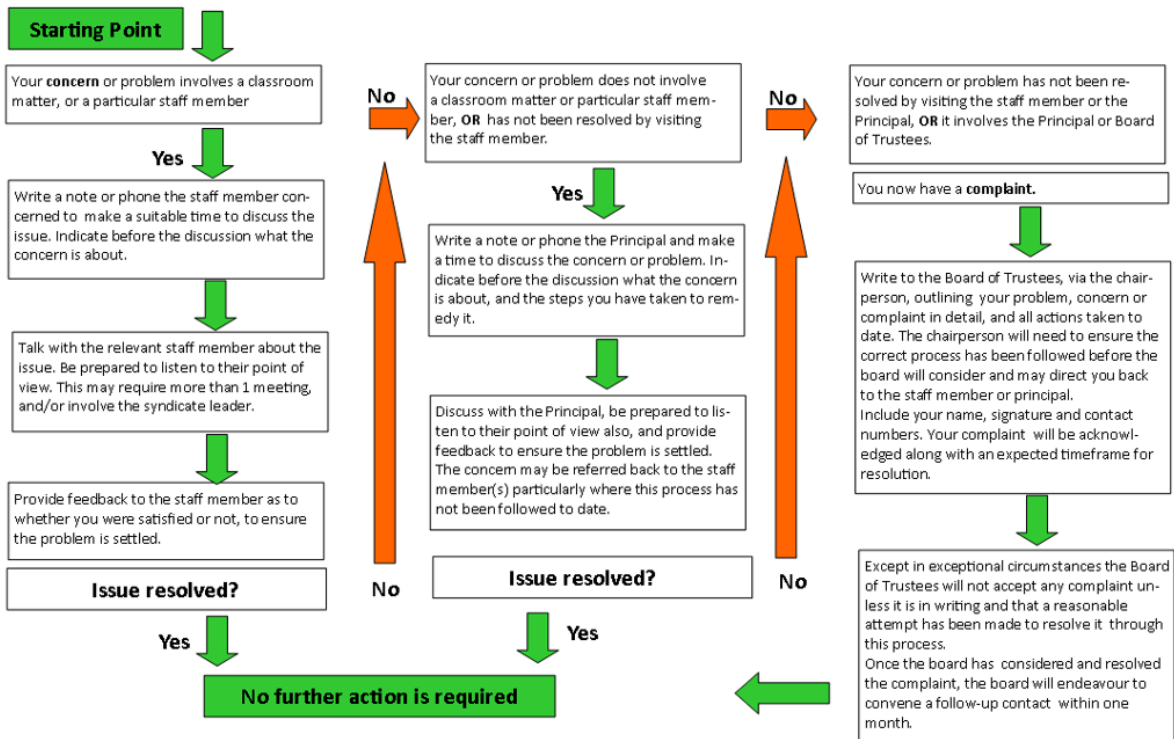 Starting Point
Your concern or problem involves a classroom
matter, or a particular staff member
Yes
Write a note or phone the staff member con-
cerned to make a suitable time to discuss the
issue. Indicate before the discussion what the
concern is about.
Talk with the relevant staff member about the
issue. Be prepared to listen to their point of
view. This may require more than 1 meeting,
and/or involve the syndicate leader.
Provide feedback to the staff member as to
whether you were satisfied or not, to ensure
the problem is settled.
Issue resolved?
Yes
No
No
Your concern or problem does not involve
a classroom matter or particular staff mem-
ber, OR has not been resolved by visiting
the staff member.
Yes
Write a note or phone the Principal and make
a time to discuss the concern or problem. In-
dicate before the discussion what the concern
is about, and the steps you have taken to rem-
edy it.
Discuss with the Principal, be prepared to lis-
ten to their point of view also, and provide
feedback to ensure the problem is settled.
The concern may be referred back to the staff
member(s) particularly where this process has
not been followed to date.
Issue resolved?
Yes
No
No
Your concern or problem has not been re-
solved by visiting the staff member or the
Principal, OR it involves the Principal or Board
of Trustees.
You now have a complaint.
Write to the Board of Trustees, via the chair-
person, outlining your problem, concern or
complaint in detail, and all actions taken to
date. The chairperson will need to ensure the
correct process has been followed before the
board will consider and may direct you back
to the staff member or principal.
Include your name, signature and contact
numbers. Your complaint will be acknowl-
edged along with an expected timeframe for
resolution.
Except in exceptional circumstances the Board
of Trustees will not accept any complaint un-
less it is in writing and that a reasonable
attempt has been made to resolve it through
this process.
Once the board has considered and resolved
the complaint, the board will endeavour to
convene a follow-up contact within one
month.
No further action is required